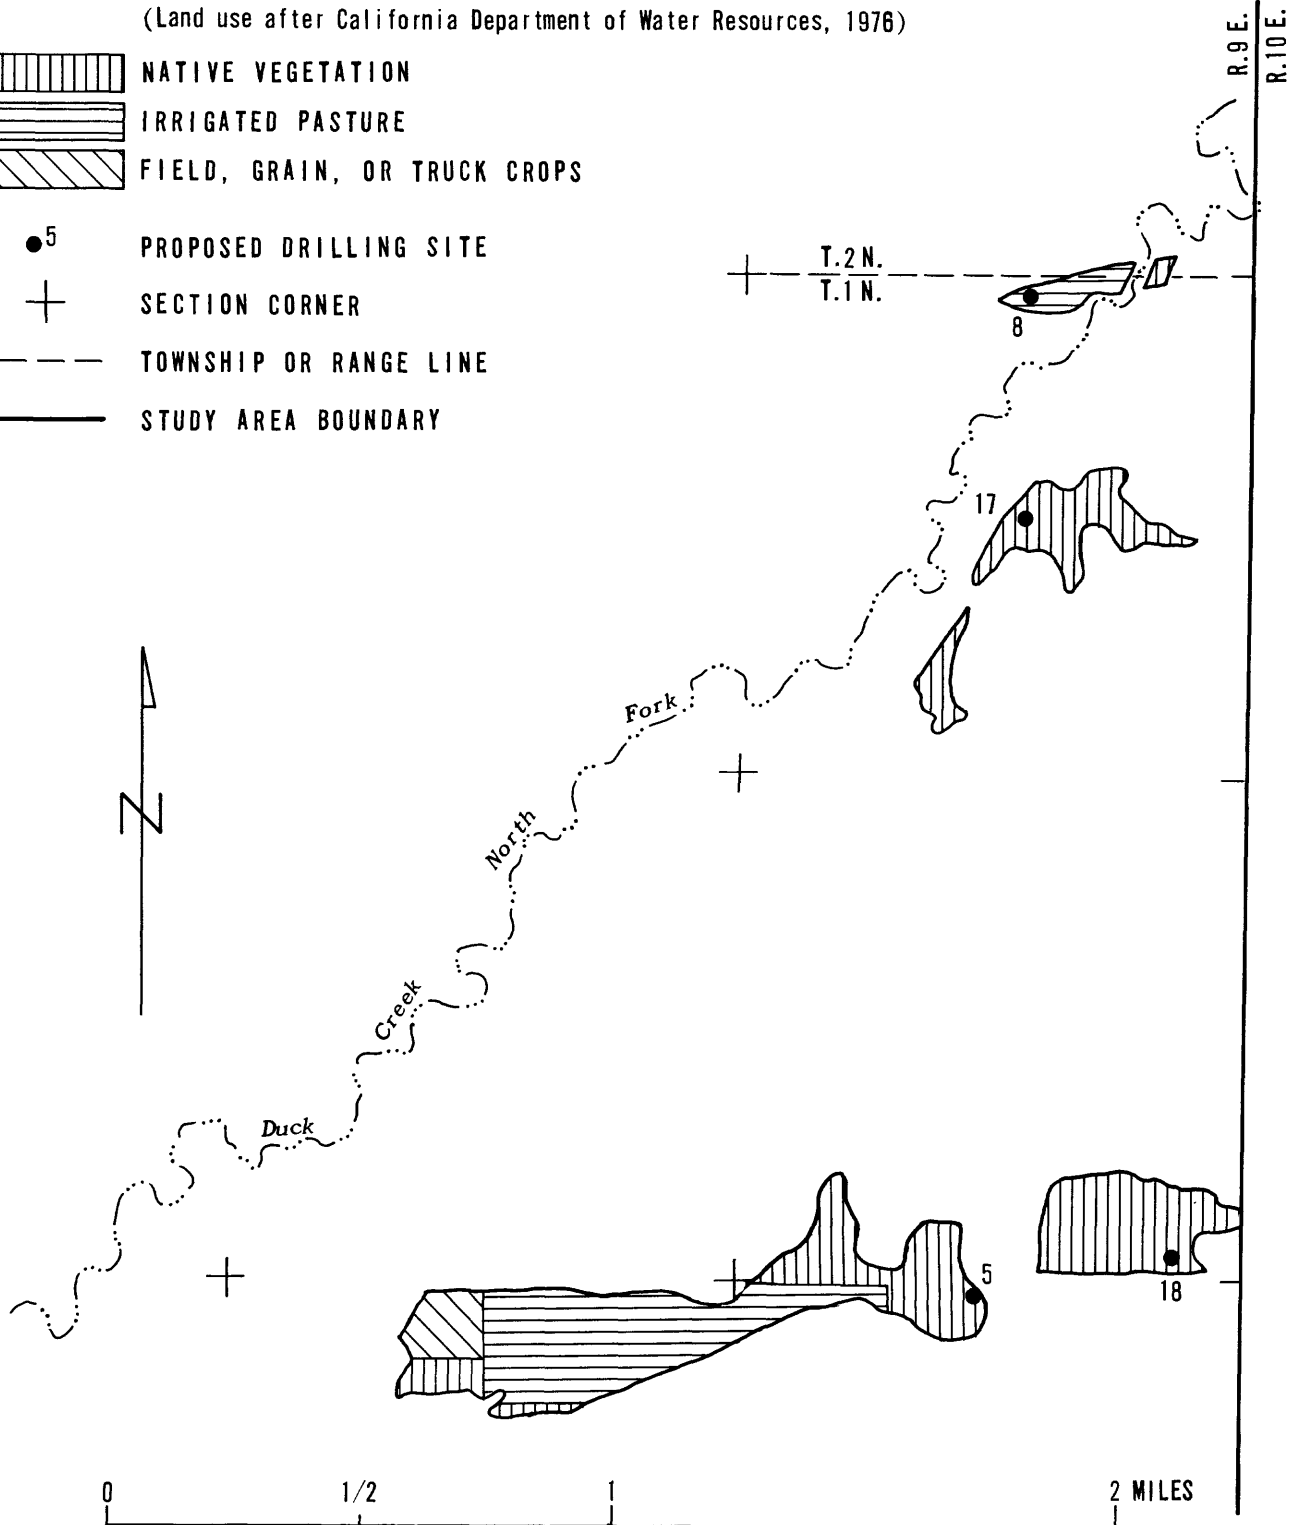 (Land use after California Department of Water Resources, 1976)
NATIVE VEGETATION
IRRIGATED PASTURE
FIELD, GRAIN, OR TRUCK CROPS
5 PROPOSED DRILLING SITE
SECTION CORNER
TOWNSHIP OR RANGE LINE
STUDY AREA BOUNDARY
R.9 E.
R.10 E.
T.2 N.
T.1 N.
8
17
Fork
North
Creek
Duck
N
5
18
0 1/2 1 2 MILES